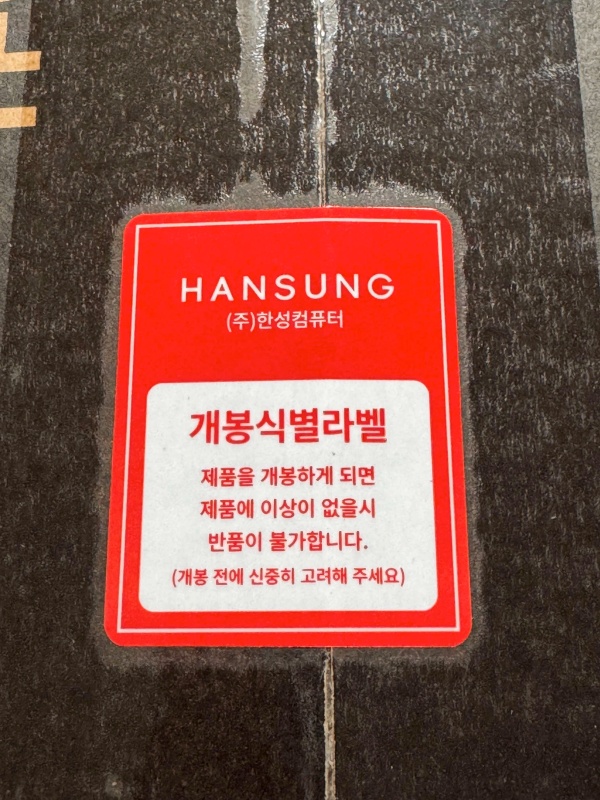 HANSUNG
(주)한성컴퓨터
개봉식별라벨
제품을 개봉하게 되면
제품에 이상이 없을시
반품이 불가합니다.
(개봉 전에 신중히 고려해 주세요)